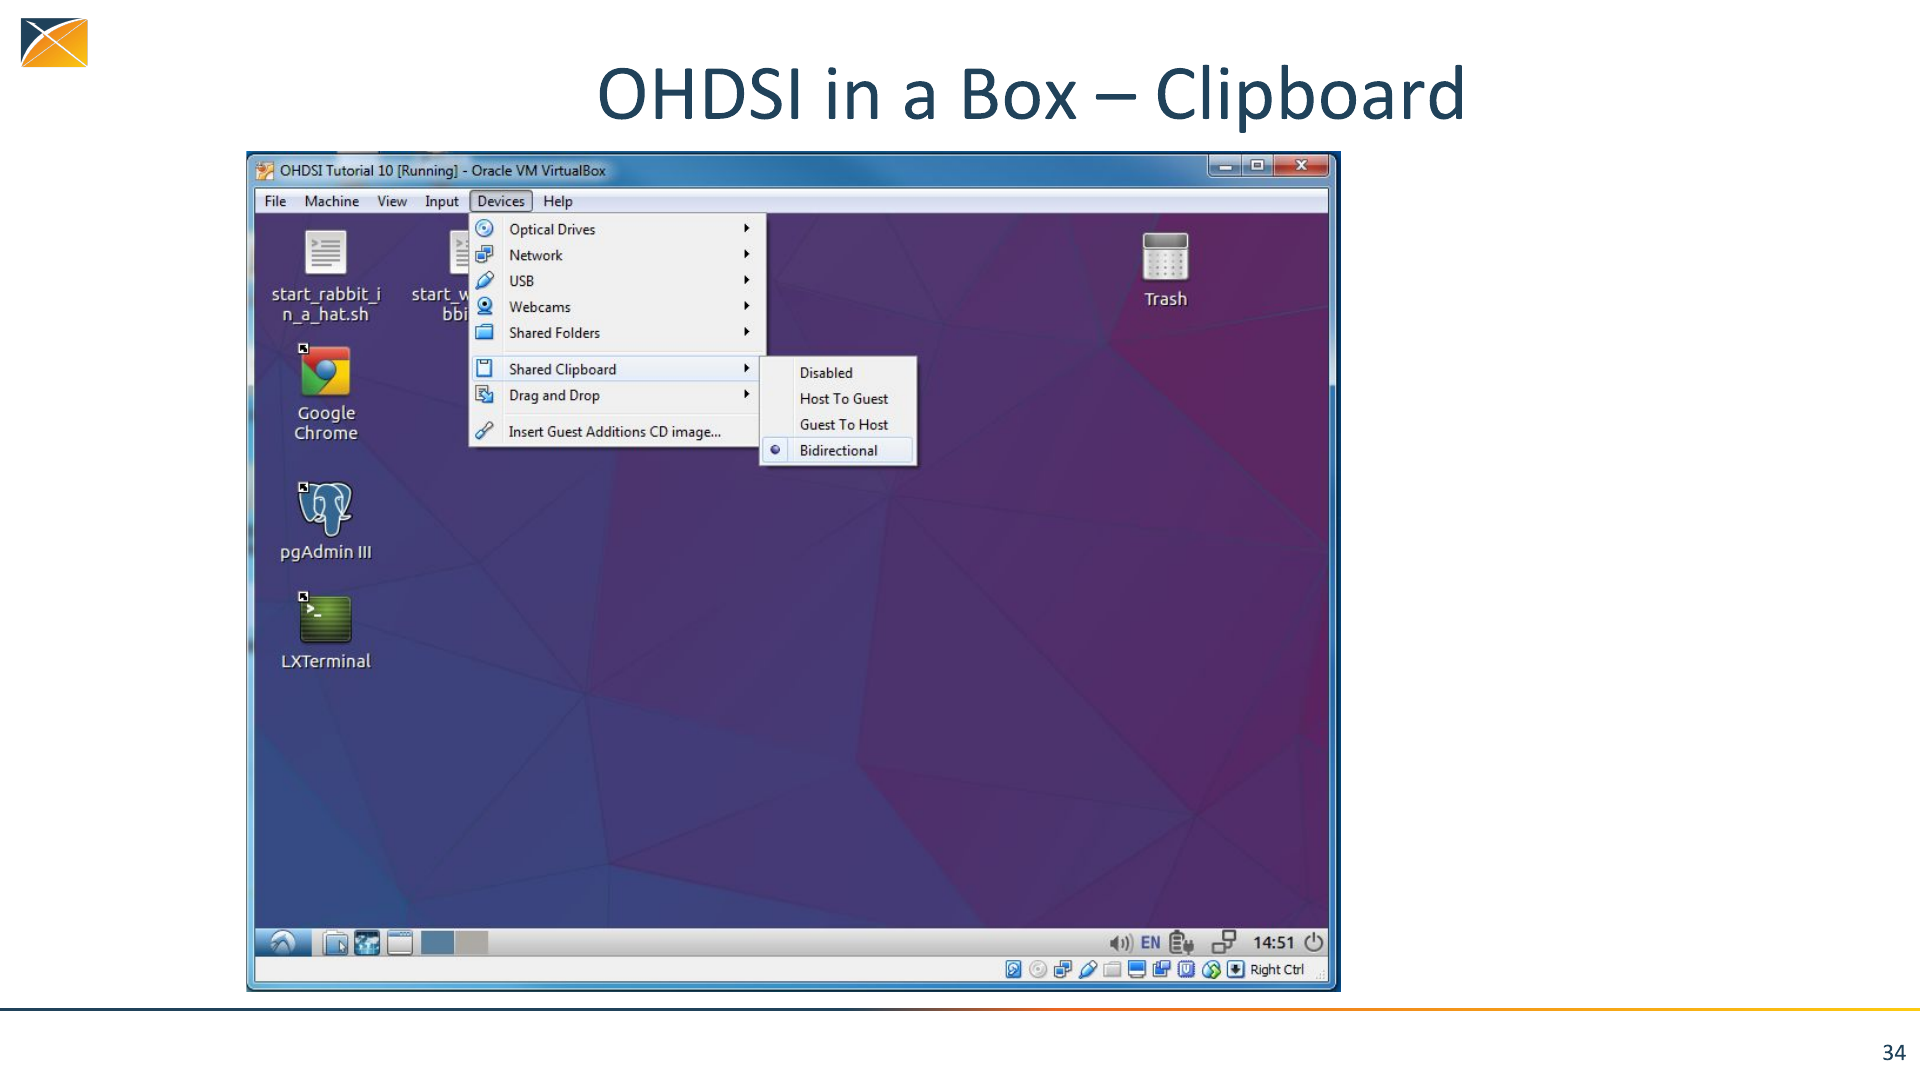 OHDSI in a Box – Clipboard
OHDSI Tutorial 10 [Running] - Oracle VM VirtualBox
File Machine View Input Devices Help
Optical Drives
Network
USB
Webcams
Shared Folders
Shared Clipboard
Drag and Drop
Insert Guest Additions CD image...
Disabled
Host To Guest
Guest To Host
Bidirectional
start_rabbit_i
n_a_hat.sh
start_w
bbi
Trash
Google
Chrome
pgAdmin III
LXTerminal
EN
14:51
Right Ctrl
34